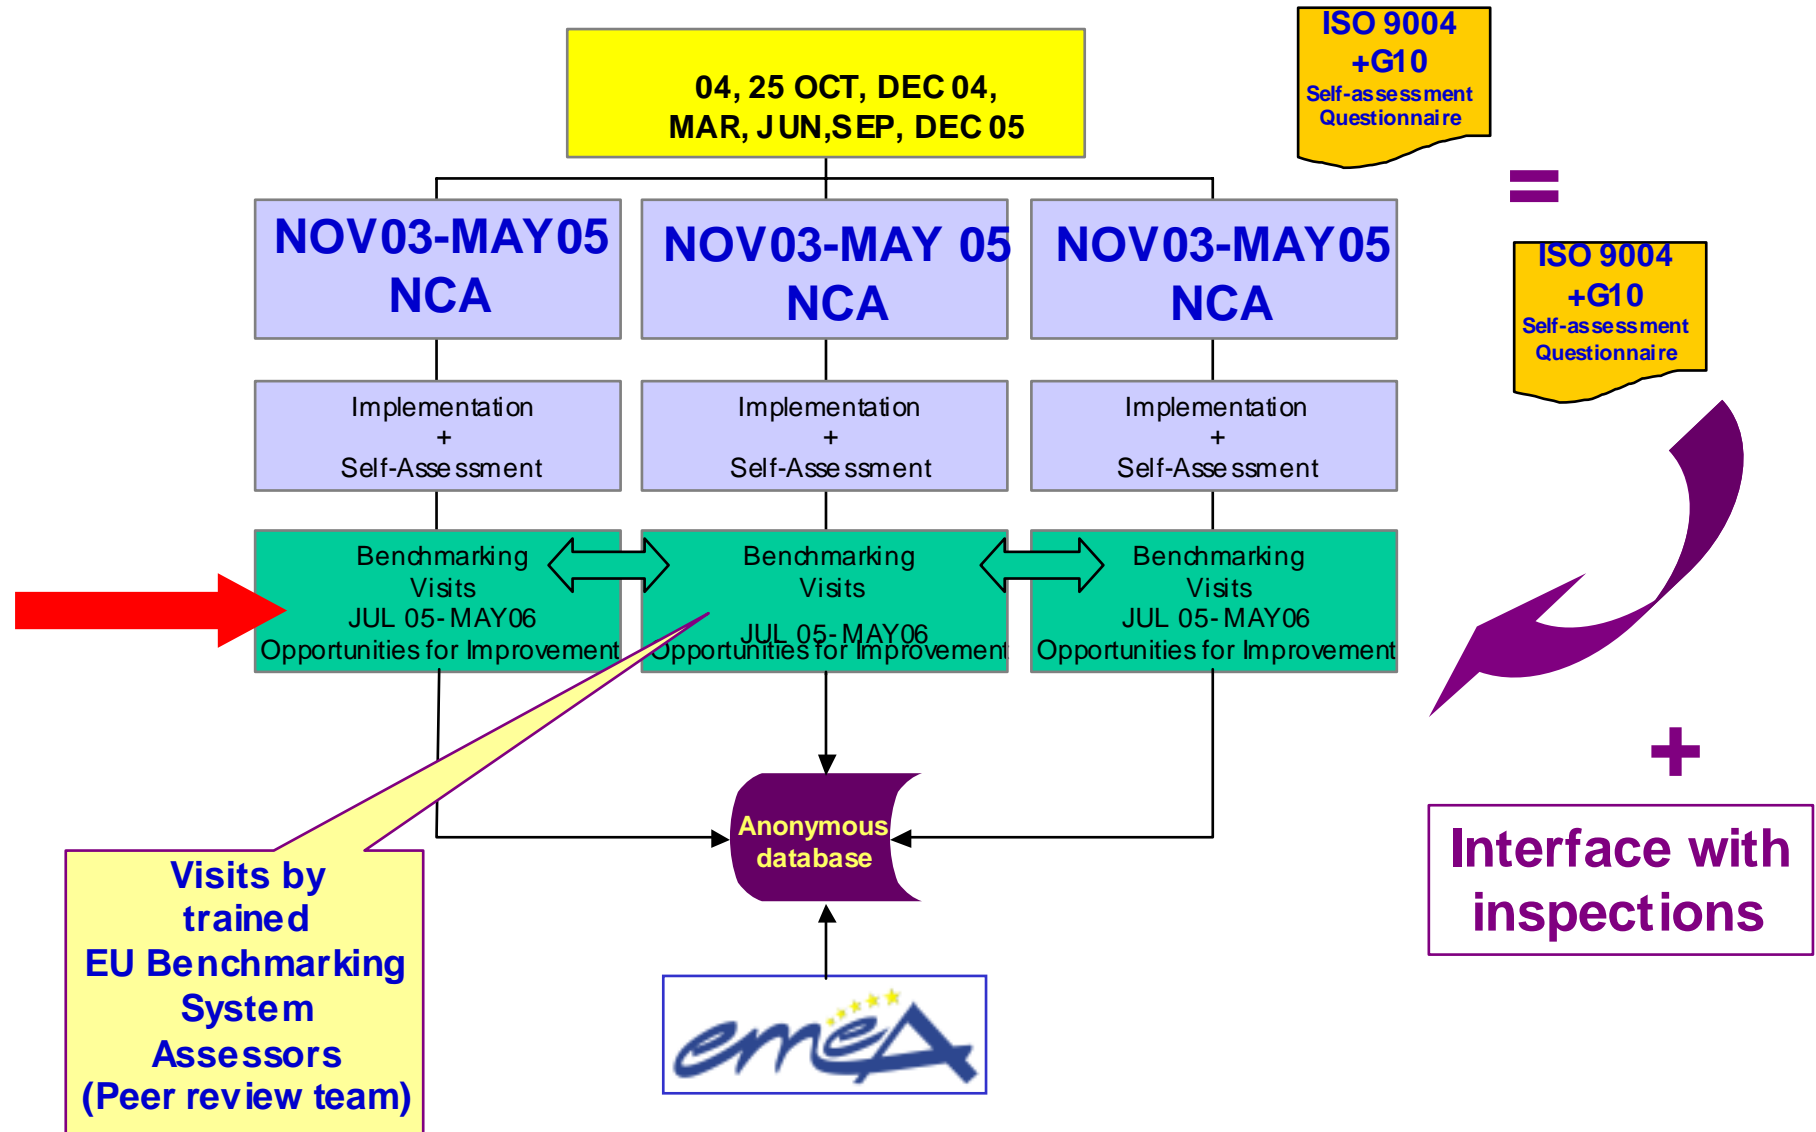 04, 25 OCT, DEC 04,
MAR, JUN,SEP, DEC 05
ISO 9004
+G10
Self-assessment
Questionnaire
=
ISO 9004
+G10
Self-assessment
Questionnaire
NOV03-MAY05
NCA
NOV03-MAY 05
NCA
NOV03-MAY05
NCA
Implementation
+
Self-Assessment
Implementation
+
Self-Assessment
Implementation
+
Self-Assessment
Benchmarking
Visits
JUL 05-MAY06
Opportunities for Improvement
Benchmarking
Visits
JUL 05-MAY06
Opportunities for Improvement
Benchmarking
Visits
JUL 05-MAY06
Opportunities for Improvement
+
Interface with
inspections
Anonymous
database
Visits by
trained
EU Benchmarking
System
Assessors
(Peer review team)
emeA